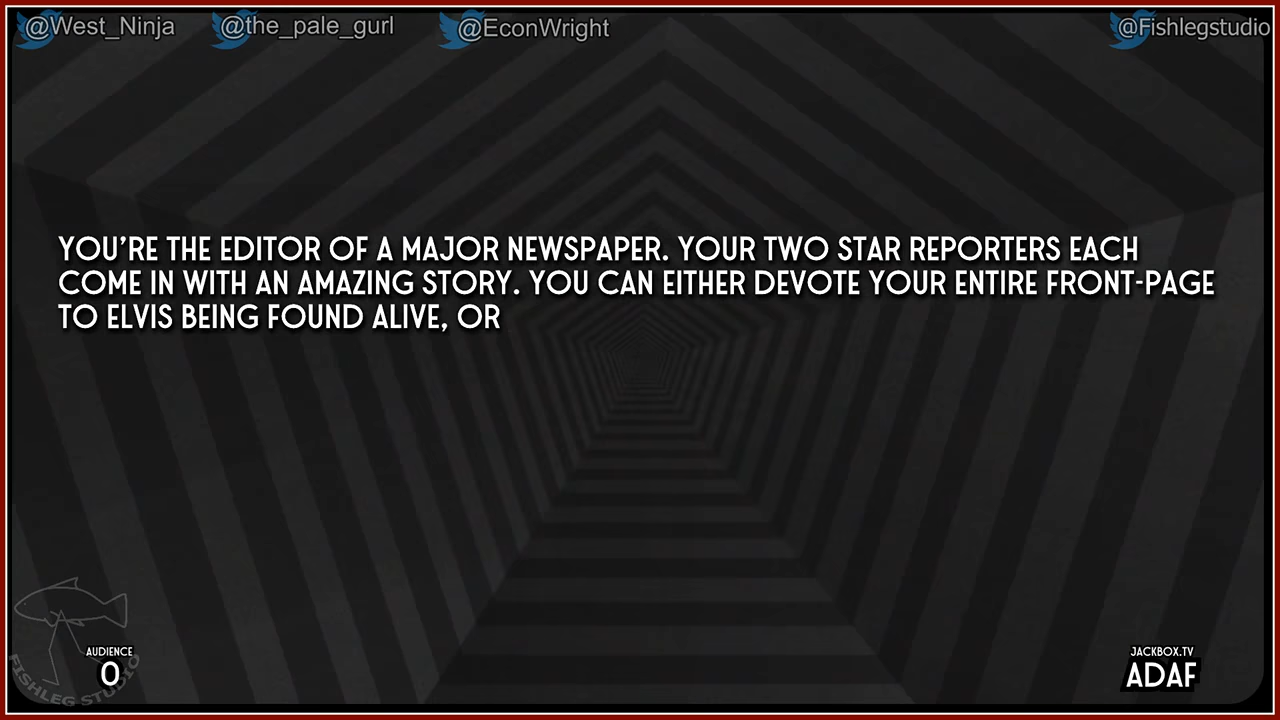 @West_Ninja @the_pale_gurl @EconWright @Fishlegstudio
YOU'RE THE EDITOR OF A MAJOR NEWSPAPER. YOUR TWO STAR REPORTERS EACH
COME IN WITH AN AMAZING STORY. YOU CAN EITHER DEVOTE YOUR ENTIRE FRONT-PAGE
TO ELVIS BEING FOUND ALIVE, OR
AUDIENCE
0
FISHLEG STUDIO
JACKBOX.TV
ADAF